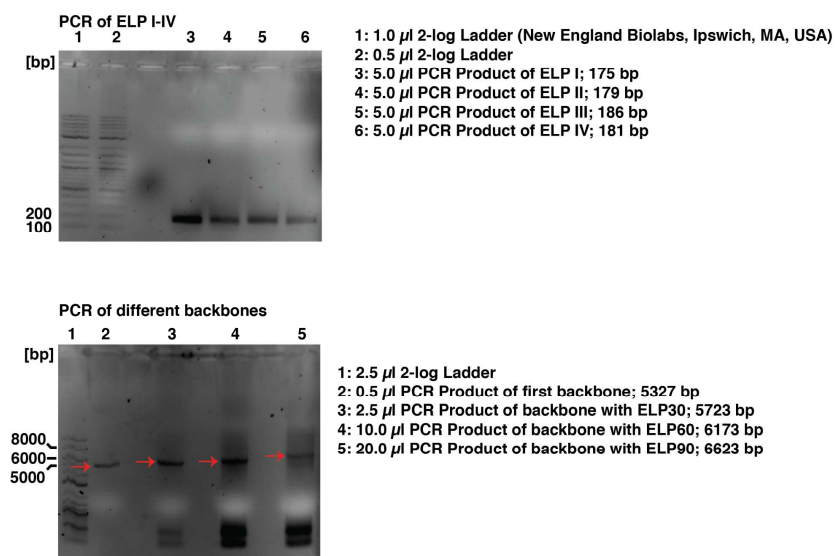 PCR of ELP I-IV
1 2 3 4 5 6
[bp]
200
100
1: 1.0 µl 2-log Ladder (New England Biolabs, Ipswich, MA, USA)
2: 0.5 µl 2-log Ladder
3: 5.0 µl PCR Product of ELP I; 175 bp
4: 5.0 µl PCR Product of ELP II; 179 bp
5: 5.0 µl PCR Product of ELP III; 186 bp
6: 5.0 µl PCR Product of ELP IV; 181 bp
PCR of different backbones
1 2 3 4 5
[bp]
8000
6000
5000
1: 2.5 µl 2-log Ladder
2: 0.5 µl PCR Product of first backbone; 5327 bp
3: 2.5 µl PCR Product of backbone with ELP30; 5723 bp
4: 10.0 µl PCR Product of backbone with ELP60; 6173 bp
5: 20.0 µl PCR Product of backbone with ELP90; 6623 bp